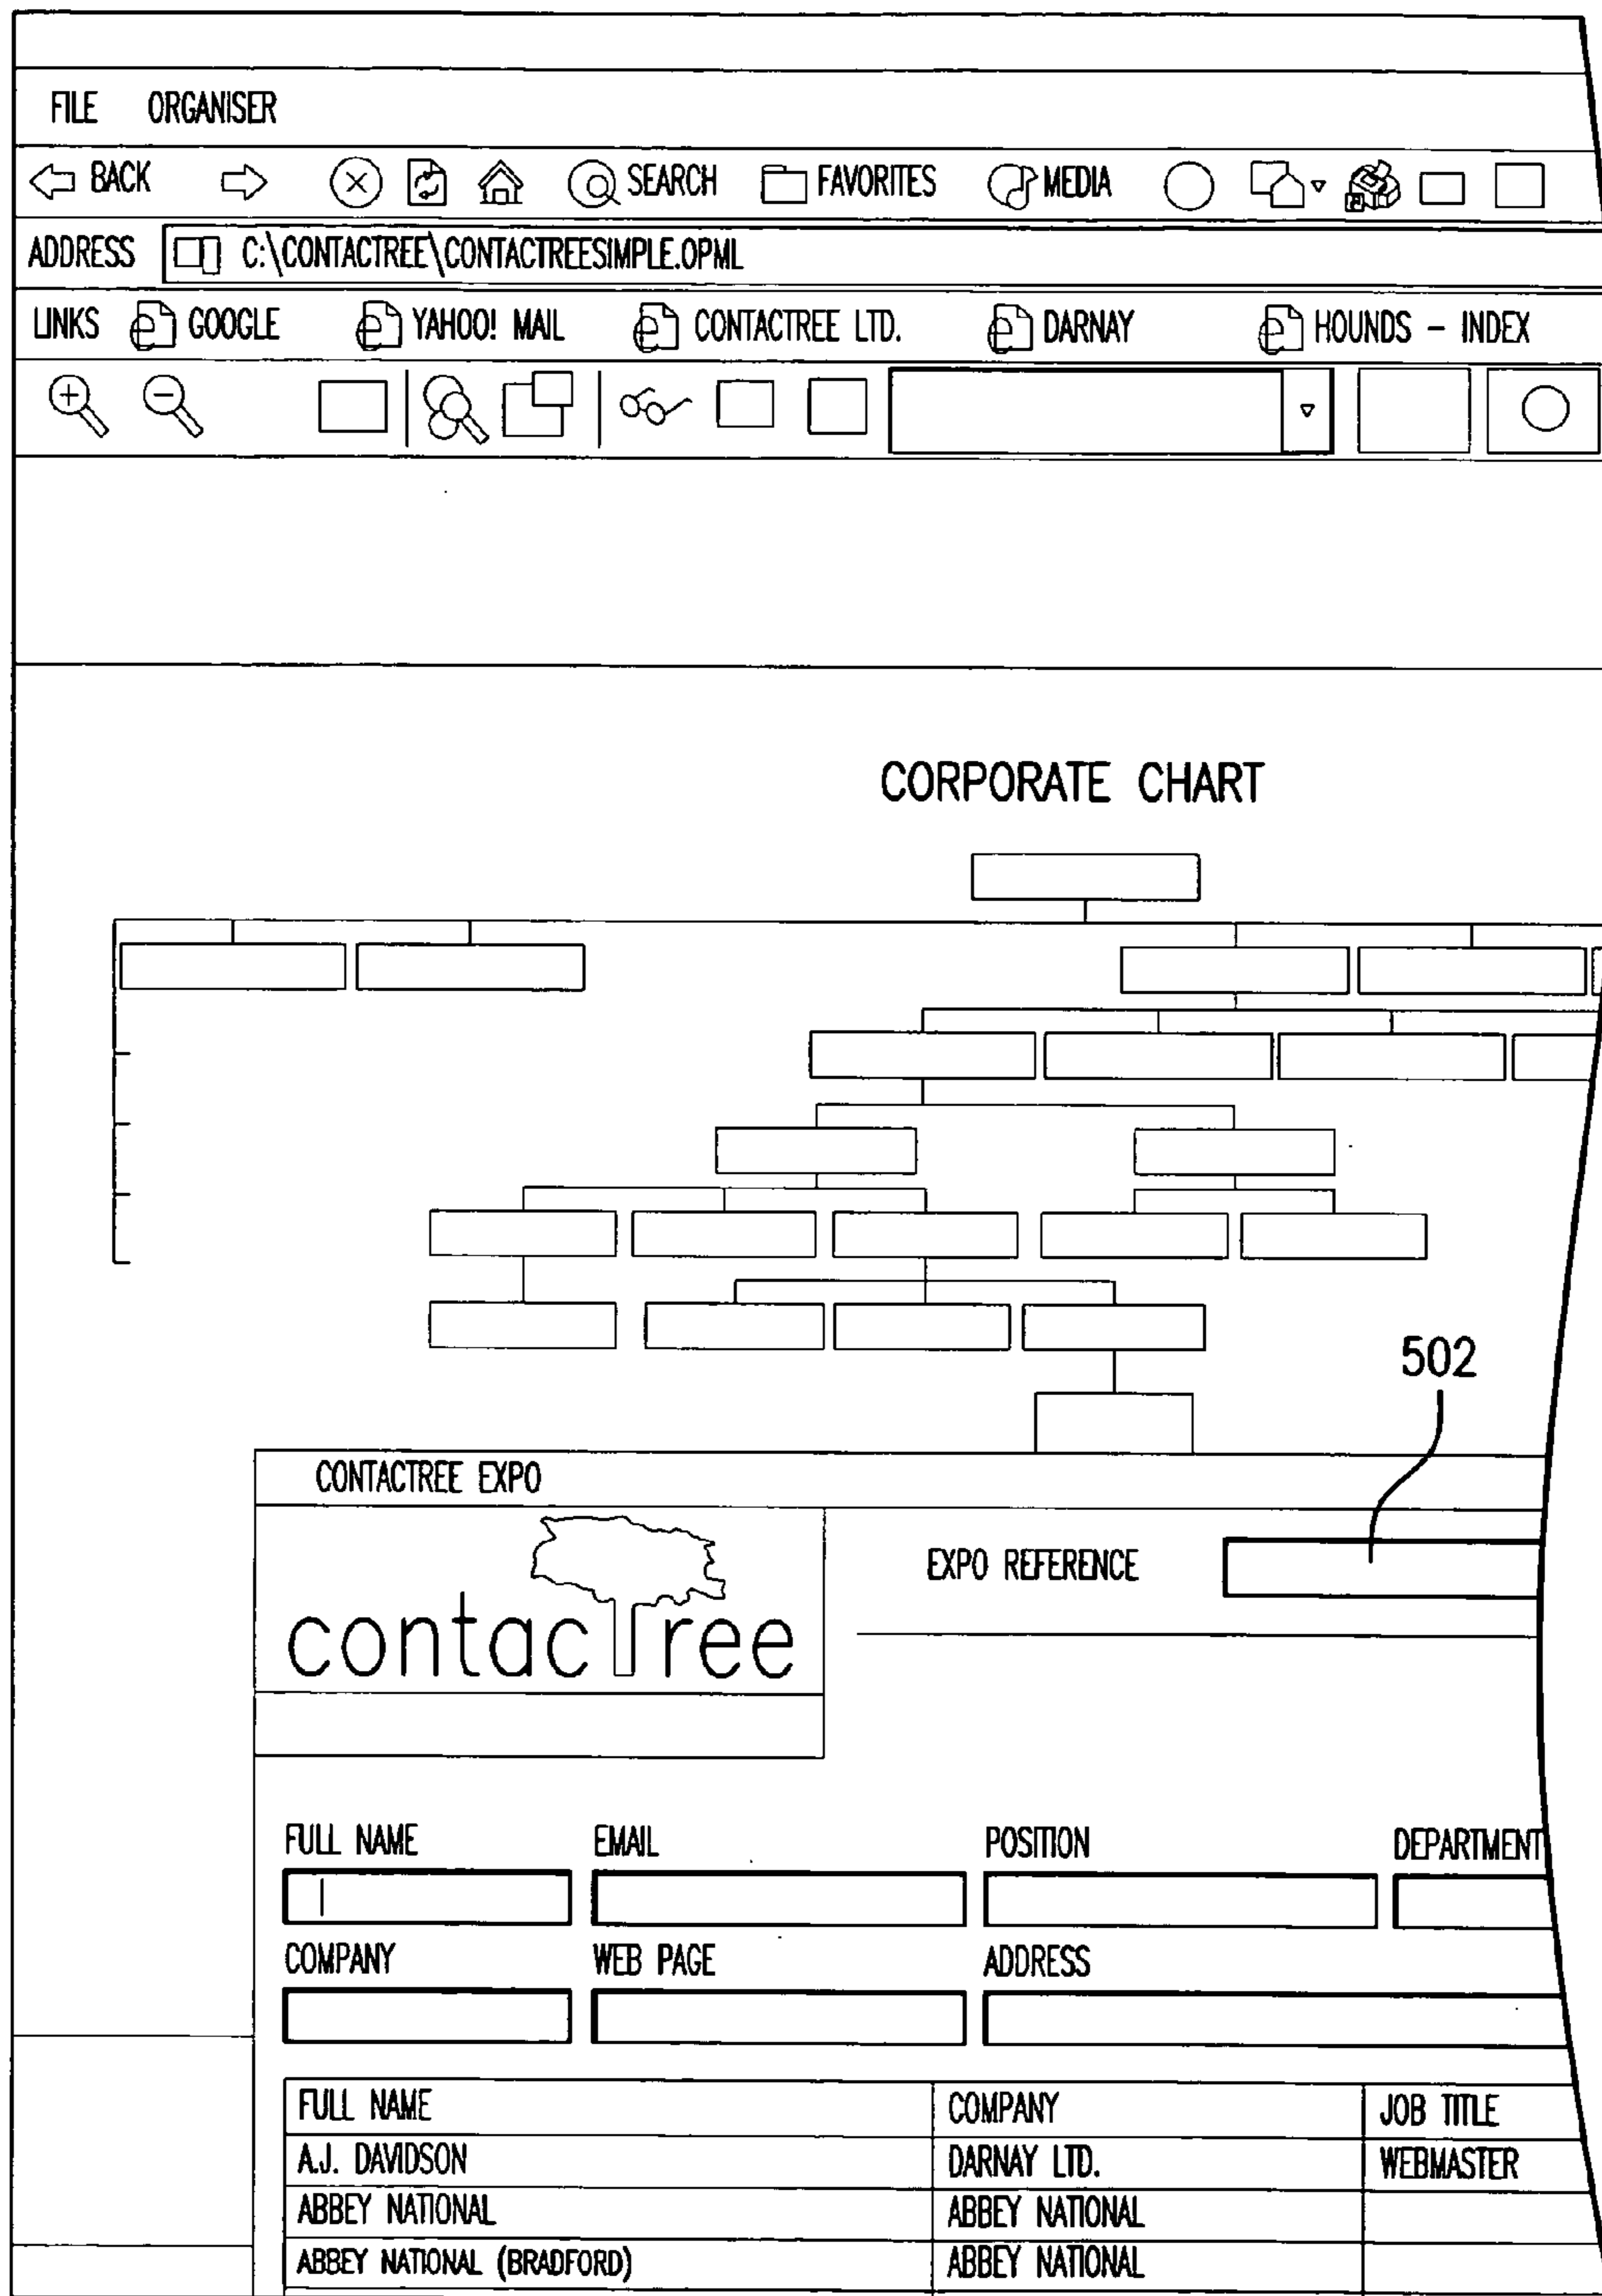 FILE ORGANISER
BACK SEARCH FAVORITES MEDIA
ADDRESS C:\CONTACTREE\CONTACTREESIMPLE.OPML
LINKS GOOGLE YAHOO! MAIL CONTACTREE LTD. DARNAY HOUNDS - INDEX
CORPORATE CHART
502
CONTACTREE EXPO
contacTree
EXPO REFERENCE
FULL NAME EMAIL POSITION DEPARTMENT
COMPANY WEB PAGE ADDRESS
FULL NAME COMPANY JOB TITLE
A.J. DAVIDSON DARNAY LTD. WEBMASTER
ABBEY NATIONAL ABBEY NATIONAL
ABBEY NATIONAL (BRADFORD) ABBEY NATIONAL